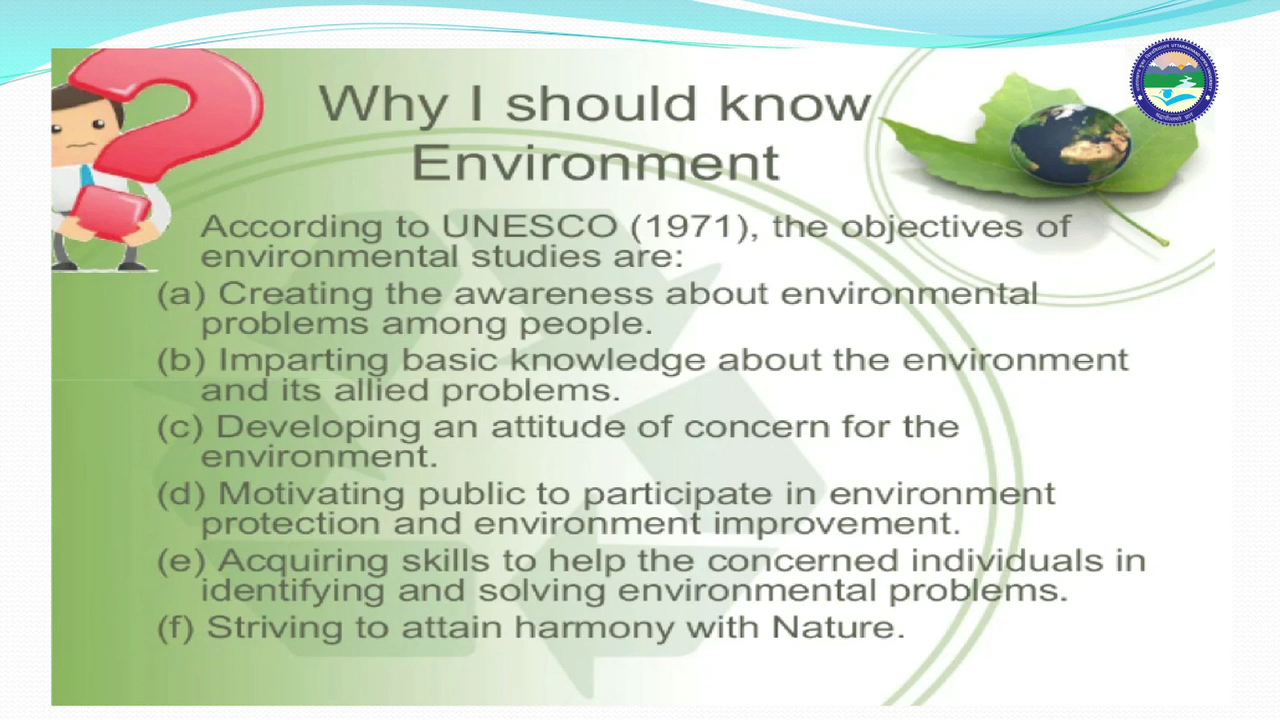 Why I should know
Environment
According to UNESCO (1971), the objectives of
environmental studies are:
(a) Creating the awareness about environmental
problems among people.
(b) Imparting basic knowledge about the environment
and its allied problems.
(c) Developing an attitude of concern for the
environment.
(d) Motivating public to participate in environment
protection and environment improvement.
(e) Acquiring skills to help the concerned individuals in
identifying and solving environmental problems.
(f) Striving to attain harmony with Nature.